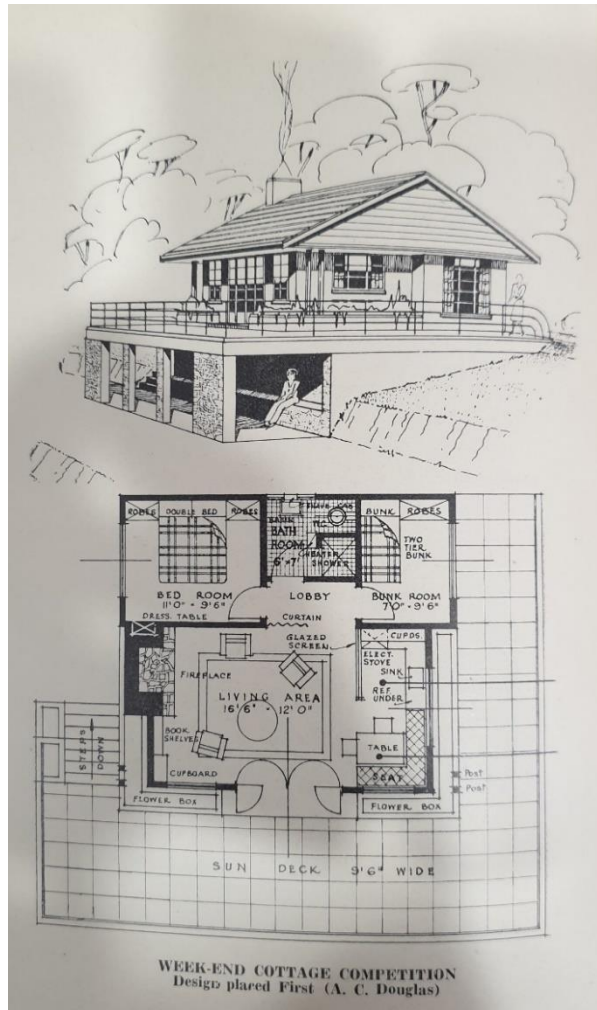 ROBES
DOUBLE BED
ROBES
BATH
ROOM
6' × 7'
W.C.
HEATER
SHOWER
BUNK
ROBES
TWO
TIER
BUNK
BED ROOM
11'0" × 9'6"
DRESS. TABLE
LOBBY
CURTAIN
BUNK ROOM
7'0" × 9'6"
GLAZED
SCREEN
CUPDS.
ELECT.
STOVE
SINK
REF.
UNDER
FIREPLACE
LIVING AREA
16'6" × 12'0"
BOOK
SHELVES
CUPBOARD
TABLE
SEAT
STEPS
DOWN
POST
POST
FLOWER BOX
FLOWER BOX
SUN DECK 9'6" WIDE
WEEK-END COTTAGE COMPETITION
Design placed First (A. C. Douglas)